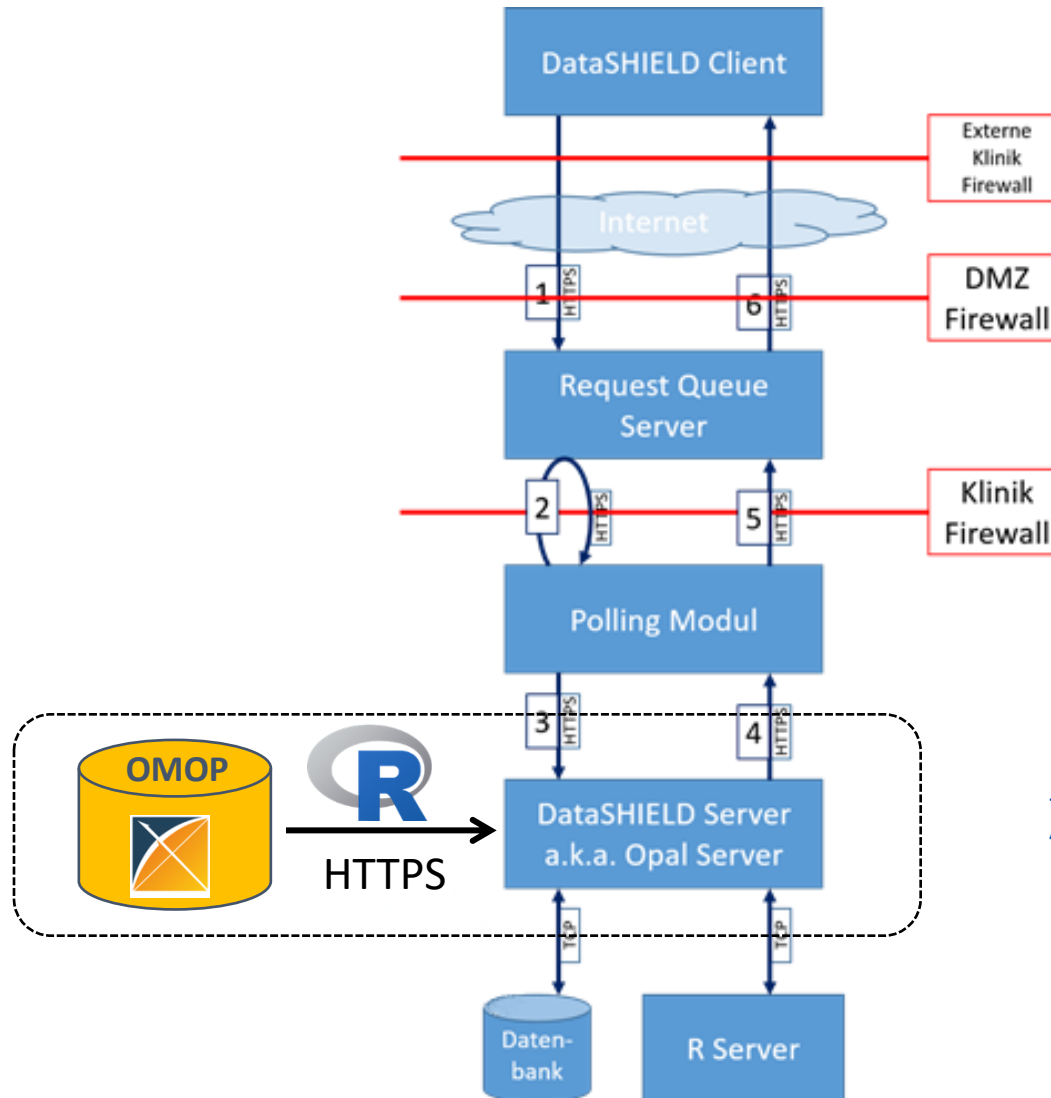 DataSHIELD Client
Externe
Klinik
Firewall
Internet
1
HTTPS
6
HTTPS
DMZ
Firewall
Request Queue
Server
2
HTTPS
5
HTTPS
Klinik
Firewall
Polling Modul
3
HTTPS
4
HTTPS
OMOP
R
HTTPS
DataSHIELD Server
a.k.a. Opal Server
TCP
TCP
Daten-
bank
R Server